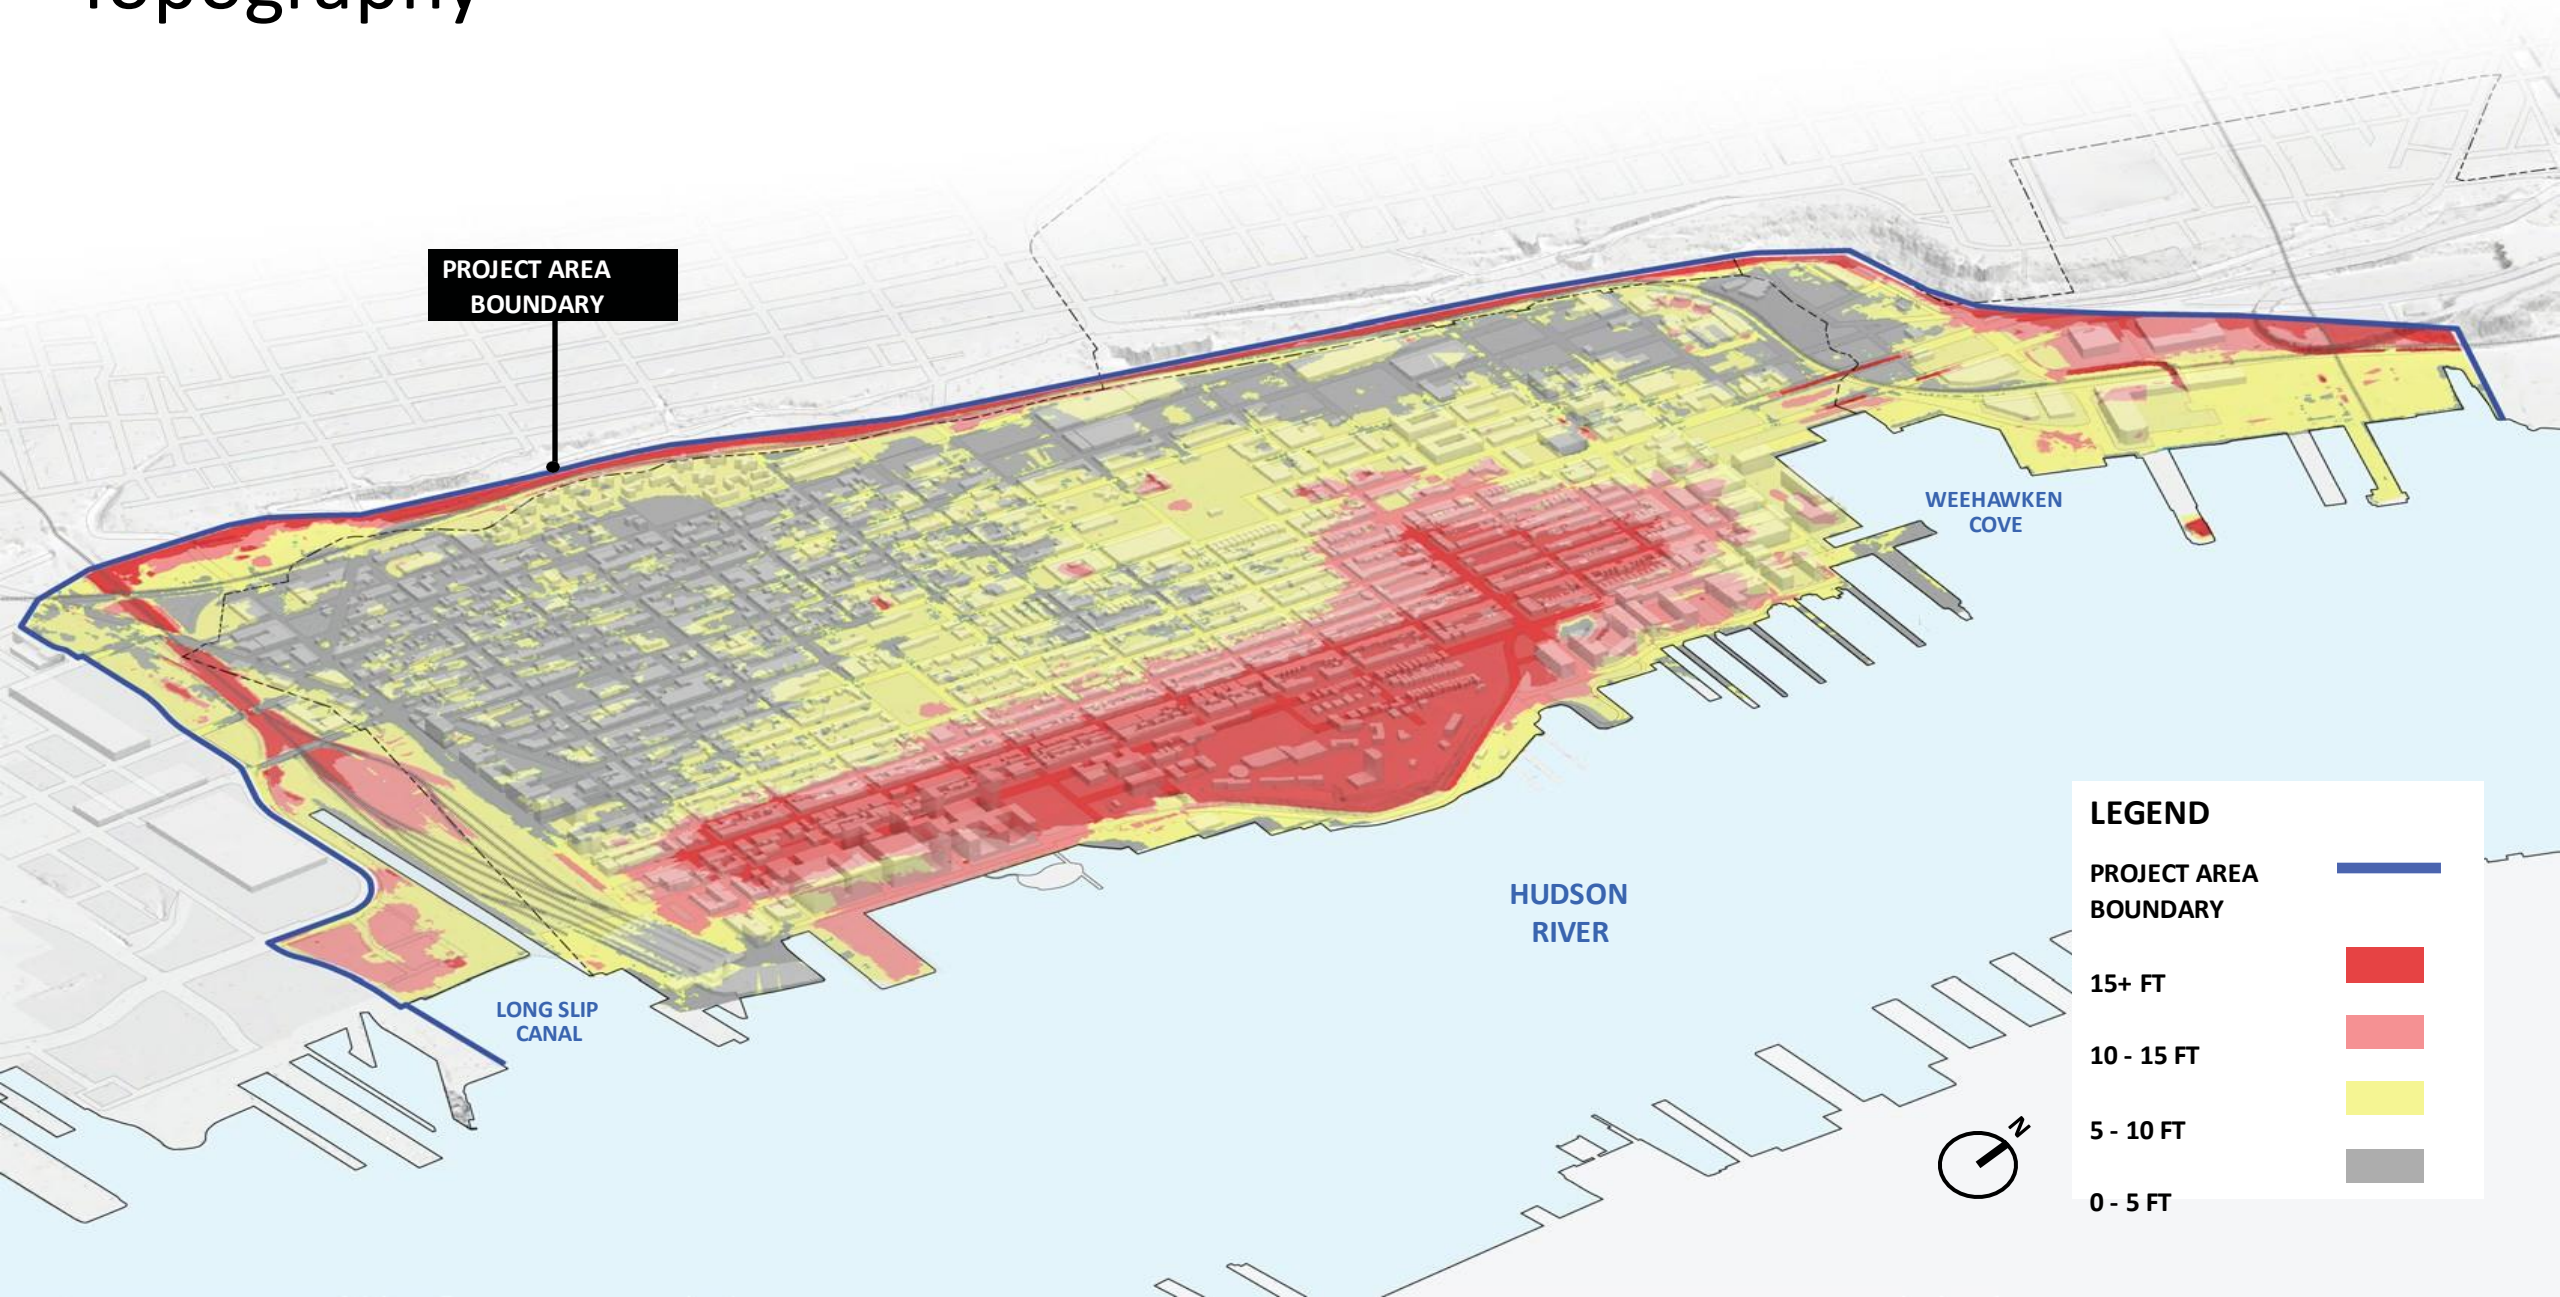 Topography
PROJECT AREA
BOUNDARY
WEEHAWKEN
COVE
HUDSON
RIVER
LONG SLIP
CANAL
LEGEND
PROJECT AREA
BOUNDARY
15+ FT
10 - 15 FT
5 - 10 FT
0 - 5 FT
N